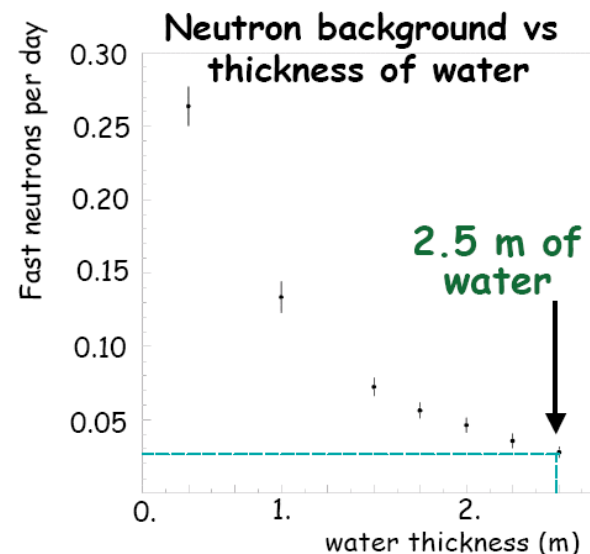 Neutron background vs
thickness of water
Fast neutrons per day
0.30
0.25
0.20
0.15
0.10
0.05
2.5 m of
water
0.
1.
2.
water thickness (m)